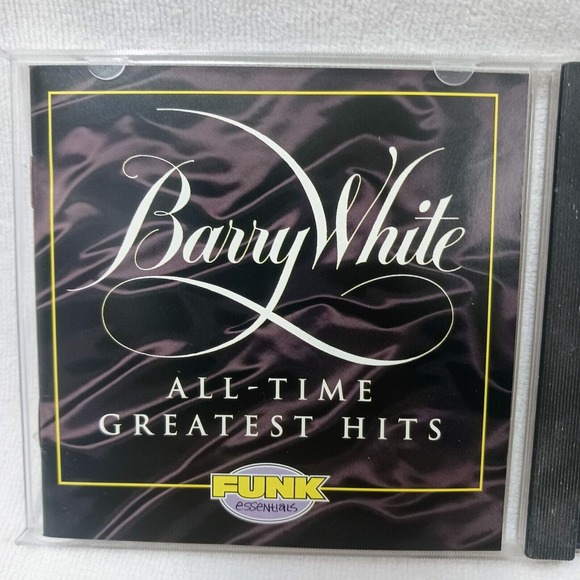 Barry White
ALL-TIME
GREATEST HITS
FUNK
essentials